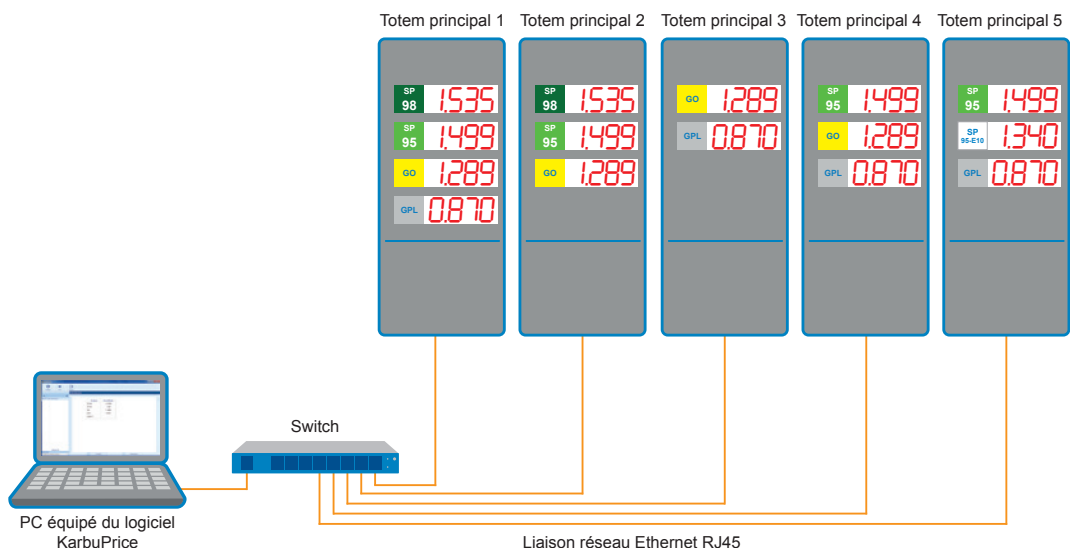 Totem principal 1
Totem principal 2
Totem principal 3
Totem principal 4
Totem principal 5
SP 98
1.535
SP 95
1.499
GO
1.289
GPL
0.870
SP 98
1.535
SP 95
1.499
GO
1.289
GO
1.289
GPL
0.870
SP 95
1.499
GO
1.289
GPL
0.870
SP 95
1.499
SP 95-E10
1.340
GPL
0.870
Switch
PC équipé du logiciel
KarbuPrice
Liaison réseau Ethernet RJ45